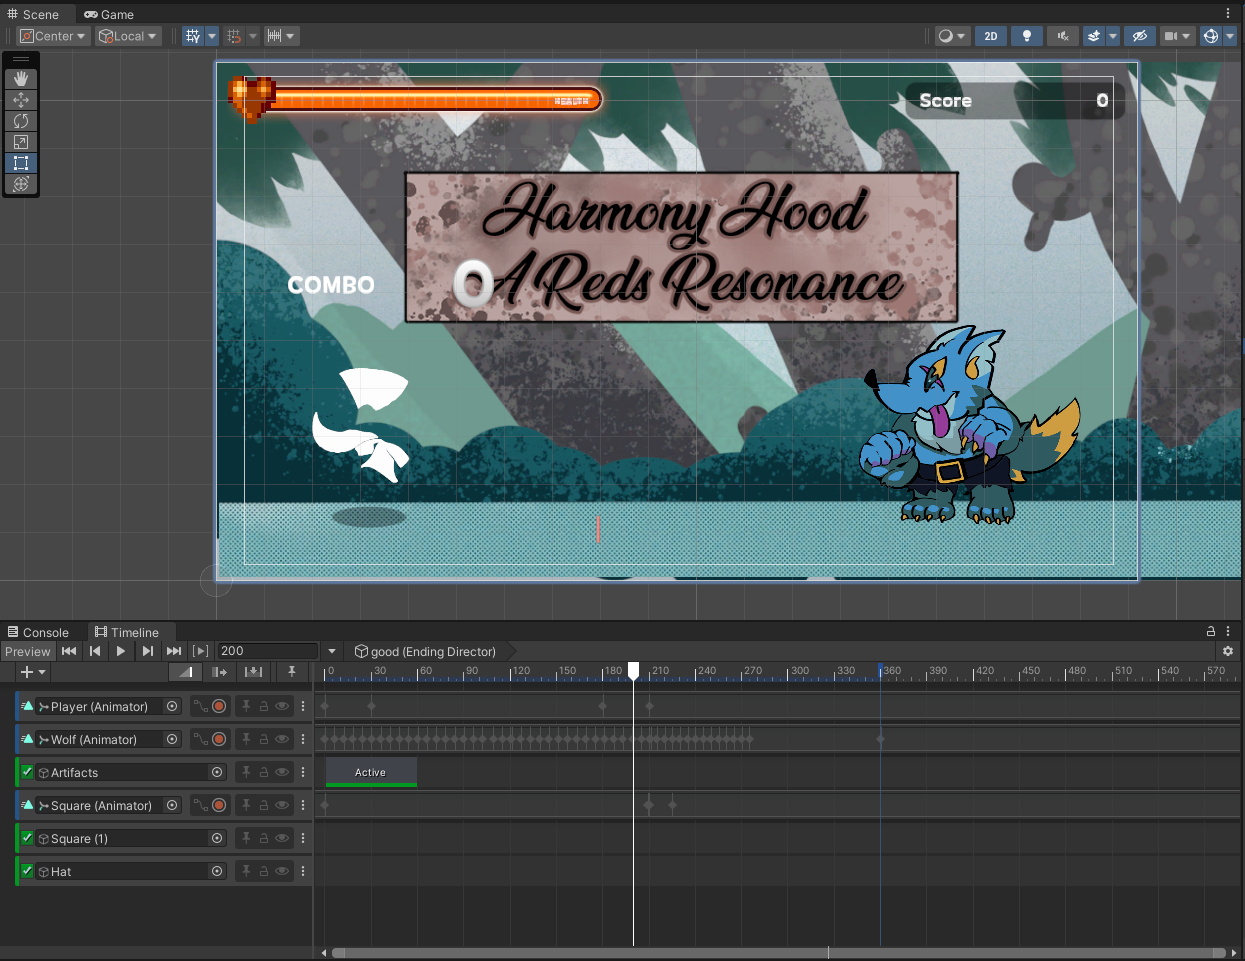 Scene
Game
Center
Local
2D
Score 0
Harmony Hood
A Reds Resonance
COMBO 0
Console
Timeline
Preview
200
good (Ending Director)
0 30 60 90 120 150 180 210 240 270 300 330 360 390 420 450 480 510 540 570
Player (Animator)
Wolf (Animator)
Artifacts
Active
Square (Animator)
Square (1)
Hat